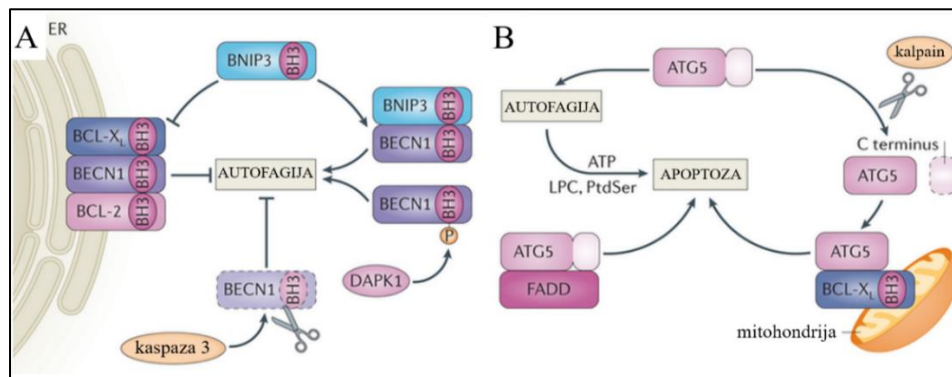 A
ER
BNIP3 BH3
BCL-XL BH3
BECN1 BH3
BCL-2 BH3
AUTOFAGIJA
BNIP3 BH3
BECN1 BH3
BECN1 BH3
P
DAPK1
BECN1 BH3
kaspaza 3
B
ATG5
kalpain
AUTOFAGIJA
C terminus
ATP
LPC, PtdSer
APOPTOZA
ATG5
ATG5
FADD
ATG5
BCL-XL BH3
mitohondrija